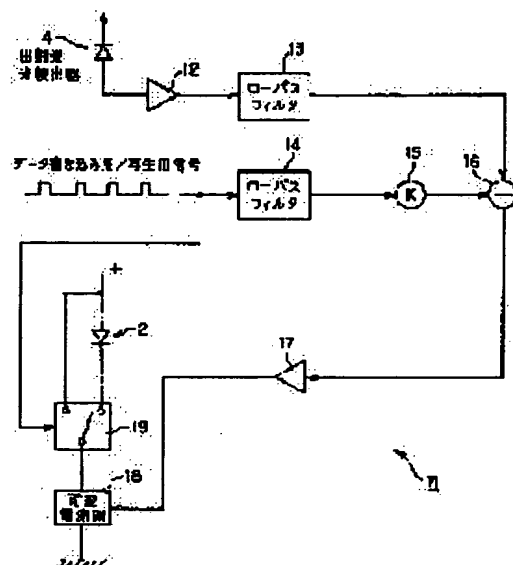 4
出射光
分検出器
12
13
ローパス
フィルタ
データ書き込み光/再生用信号
14
ローパス
フィルタ
15
K
16
+
2
17
19
18
可変
電流源